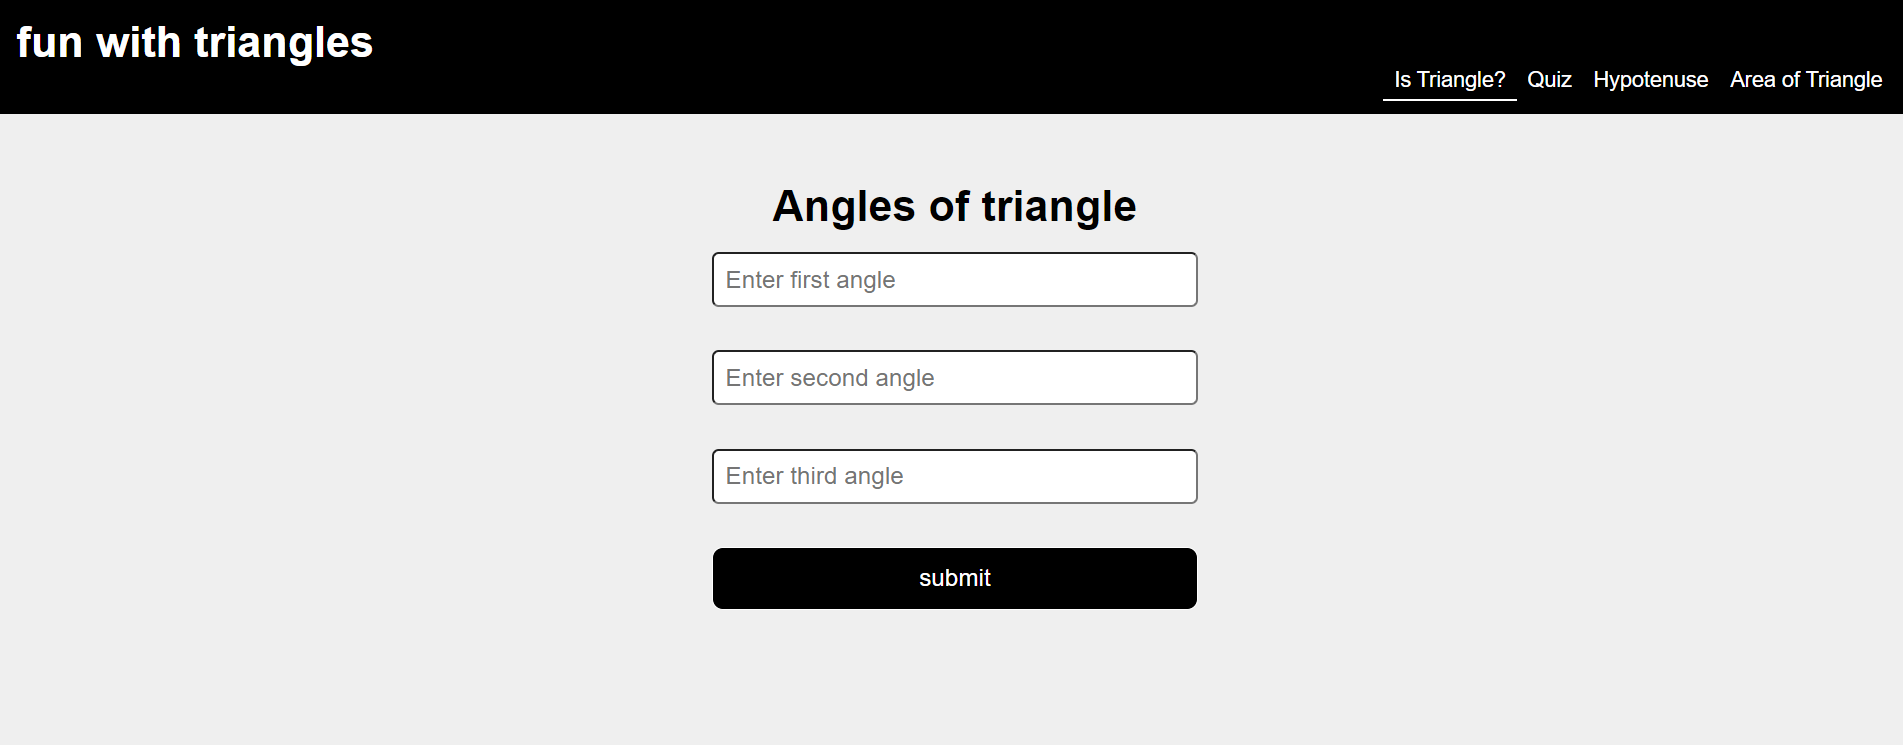 fun with triangles
Is Triangle? Quiz Hypotenuse Area of Triangle
Angles of triangle
Enter first angle
Enter second angle
Enter third angle
submit